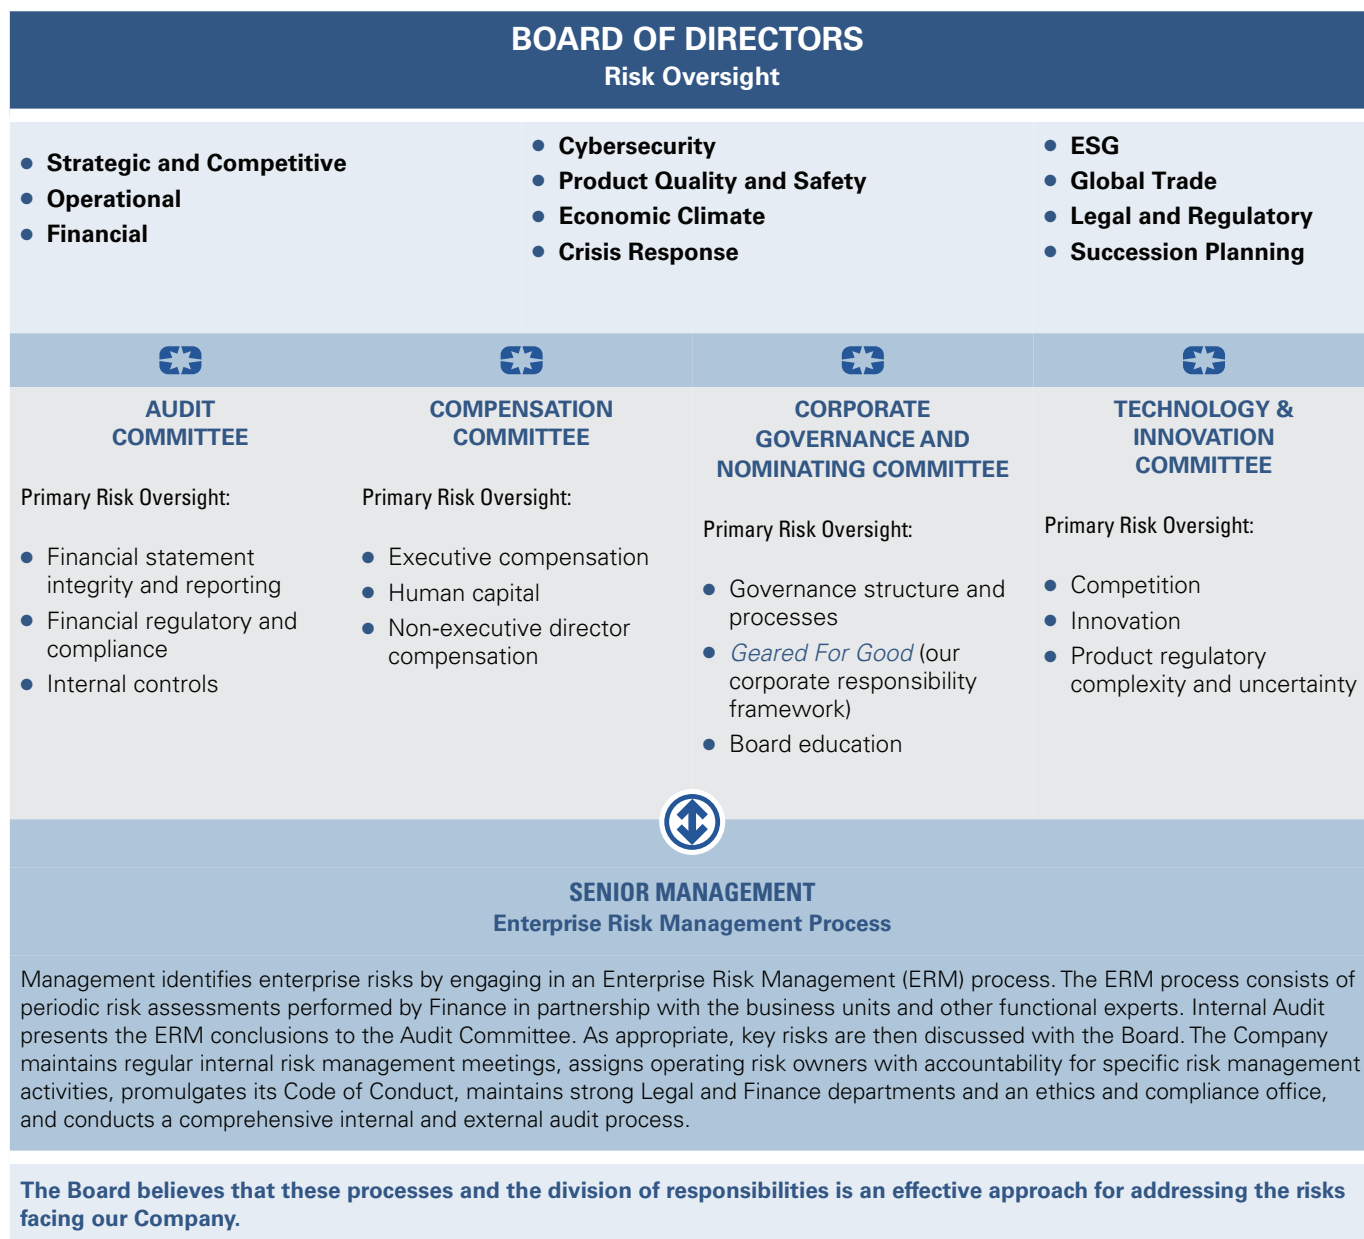 BOARD OF DIRECTORS
Risk Oversight
• Strategic and Competitive
• Operational
• Financial
• Cybersecurity
• Product Quality and Safety
• Economic Climate
• Crisis Response
• ESG
• Global Trade
• Legal and Regulatory
• Succession Planning
AUDIT
COMMITTEE
Primary Risk Oversight:
• Financial statement
integrity and reporting
• Financial regulatory and
compliance
• Internal controls
COMPENSATION
COMMITTEE
Primary Risk Oversight:
• Executive compensation
• Human capital
• Non-executive director
compensation
CORPORATE
GOVERNANCE AND
NOMINATING COMMITTEE
Primary Risk Oversight:
• Governance structure and
processes
• Geared For Good (our
corporate responsibility
framework)
• Board education
TECHNOLOGY &
INNOVATION
COMMITTEE
Primary Risk Oversight:
• Competition
• Innovation
• Product regulatory
complexity and uncertainty
SENIOR MANAGEMENT
Enterprise Risk Management Process
Management identifies enterprise risks by engaging in an Enterprise Risk Management (ERM) process. The ERM process consists of
periodic risk assessments performed by Finance in partnership with the business units and other functional experts. Internal Audit
presents the ERM conclusions to the Audit Committee. As appropriate, key risks are then discussed with the Board. The Company
maintains regular internal risk management meetings, assigns operating risk owners with accountability for specific risk management
activities, promulgates its Code of Conduct, maintains strong Legal and Finance departments and an ethics and compliance office,
and conducts a comprehensive internal and external audit process.
The Board believes that these processes and the division of responsibilities is an effective approach for addressing the risks
facing our Company.